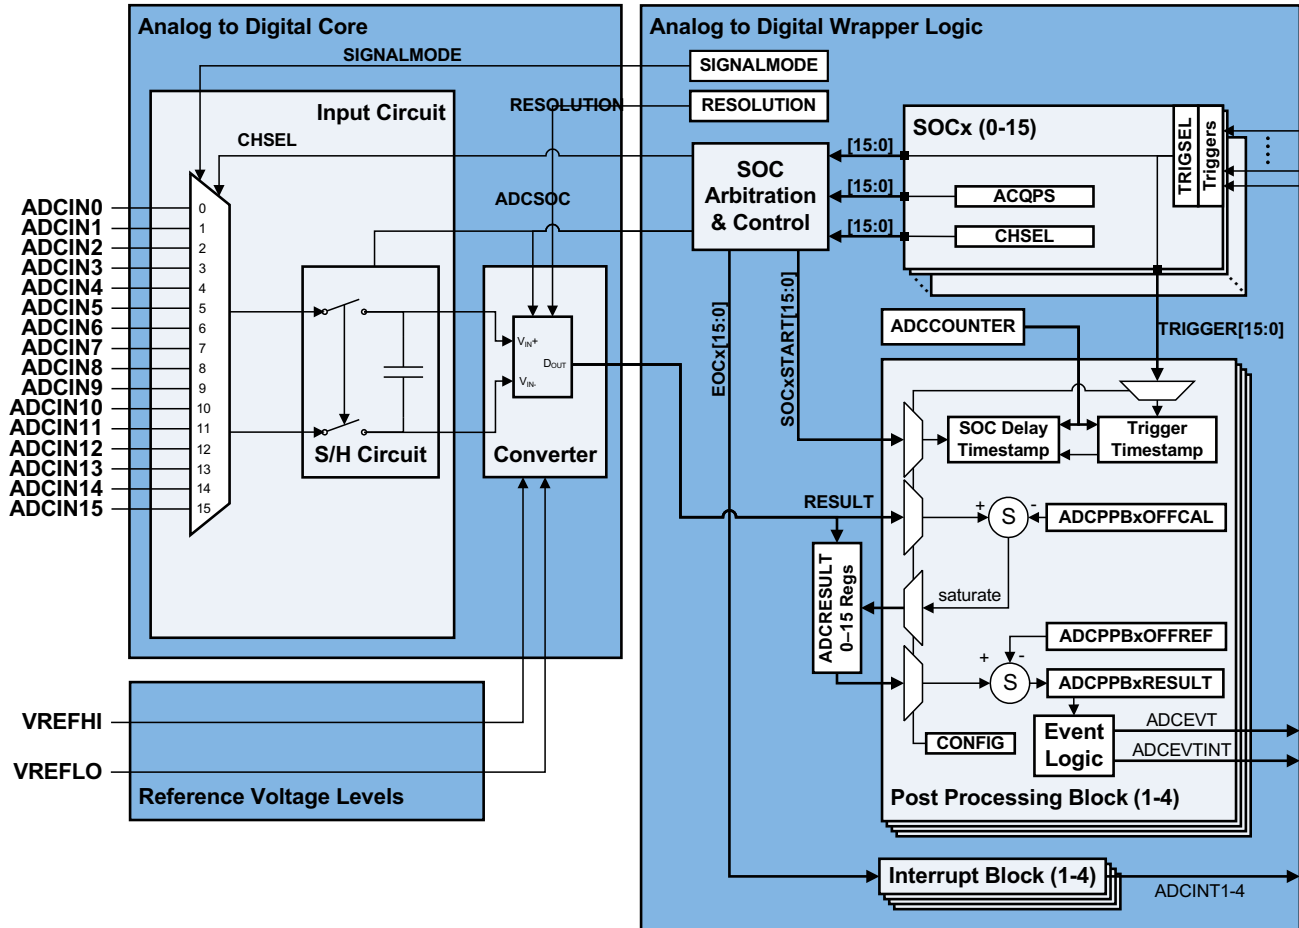 Analog to Digital Core
SIGNALMODE
RESOLUTION
Input Circuit
CHSEL
ADCSOC
ADCIN0
ADCIN1
ADCIN2
ADCIN3
ADCIN4
ADCIN5
ADCIN6
ADCIN7
ADCIN8
ADCIN9
ADCIN10
ADCIN11
ADCIN12
ADCIN13
ADCIN14
ADCIN15
0
1
2
3
4
5
6
7
8
9
10
11
12
13
14
15
S/H Circuit
VIN+
DOUT
VIN-
Converter
VREFHI
VREFLO
Reference Voltage Levels
Analog to Digital Wrapper Logic
SIGNALMODE
RESOLUTION
SOC
Arbitration
& Control
[15:0]
[15:0]
[15:0]
SOCx (0-15)
ACQPS
CHSEL
TRIGSEL
Triggers
EOCx[15:0]
SOCxSTART[15:0]
ADCCOUNTER
TRIGGER[15:0]
SOC Delay
Timestamp
Trigger
Timestamp
RESULT
+
S
-
ADCPPBxOFFCAL
ADCRESULT
0–15 Regs
saturate
ADCPPBxOFFREF
+
-
S
ADCPPBxRESULT
CONFIG
Event
Logic
ADCEVT
ADCEVTINT
Post Processing Block (1-4)
Interrupt Block (1-4)
ADCINT1-4